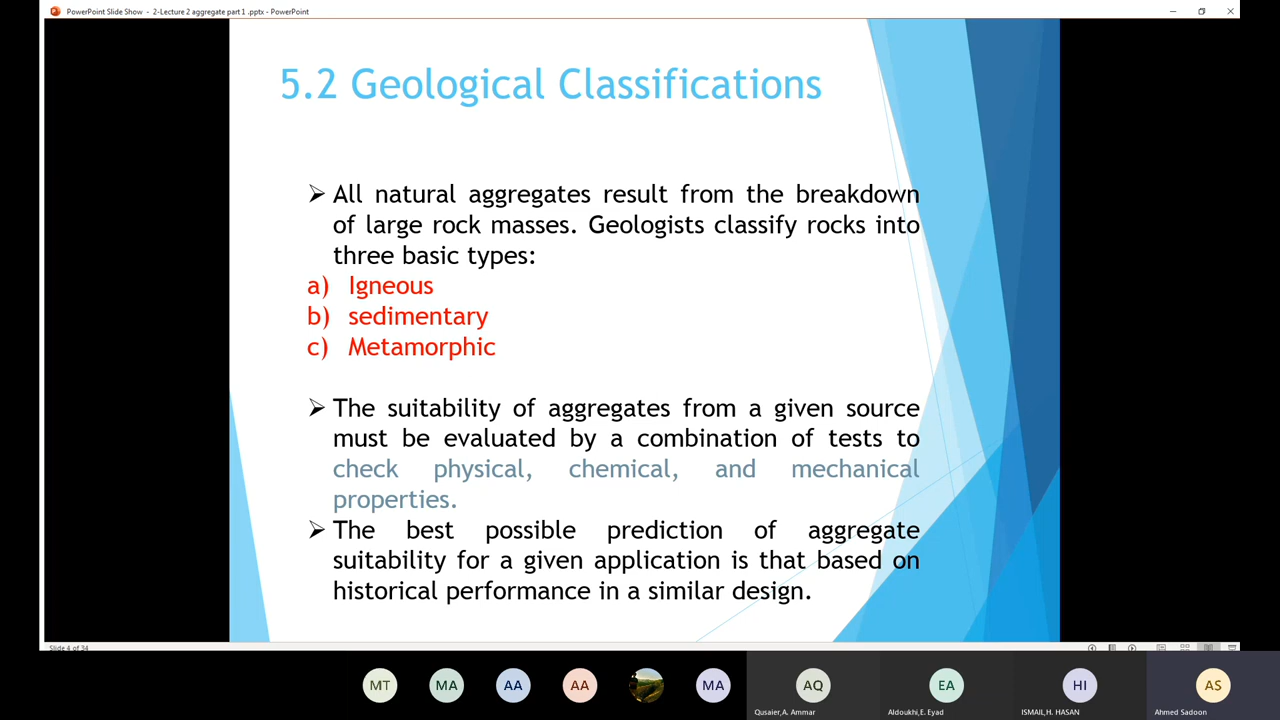 PowerPoint Slide Show - 2-Lecture 2 aggregate part 1 .pptx - PowerPoint
5.2 Geological Classifications
➢ All natural aggregates result from the breakdown
of large rock masses. Geologists classify rocks into
three basic types:
a) Igneous
b) sedimentary
c) Metamorphic
➢ The suitability of aggregates from a given source
must be evaluated by a combination of tests to
check physical, chemical, and mechanical
properties.
➢ The best possible prediction of aggregate
suitability for a given application is that based on
historical performance in a similar design.
Slide 4 of 34
MT MA AA AA MA AQ EA HI AS
Qusaier,A. Ammar Aldoukhi,E. Eyad ISMAIL,H. HASAN Ahmed Sadoon